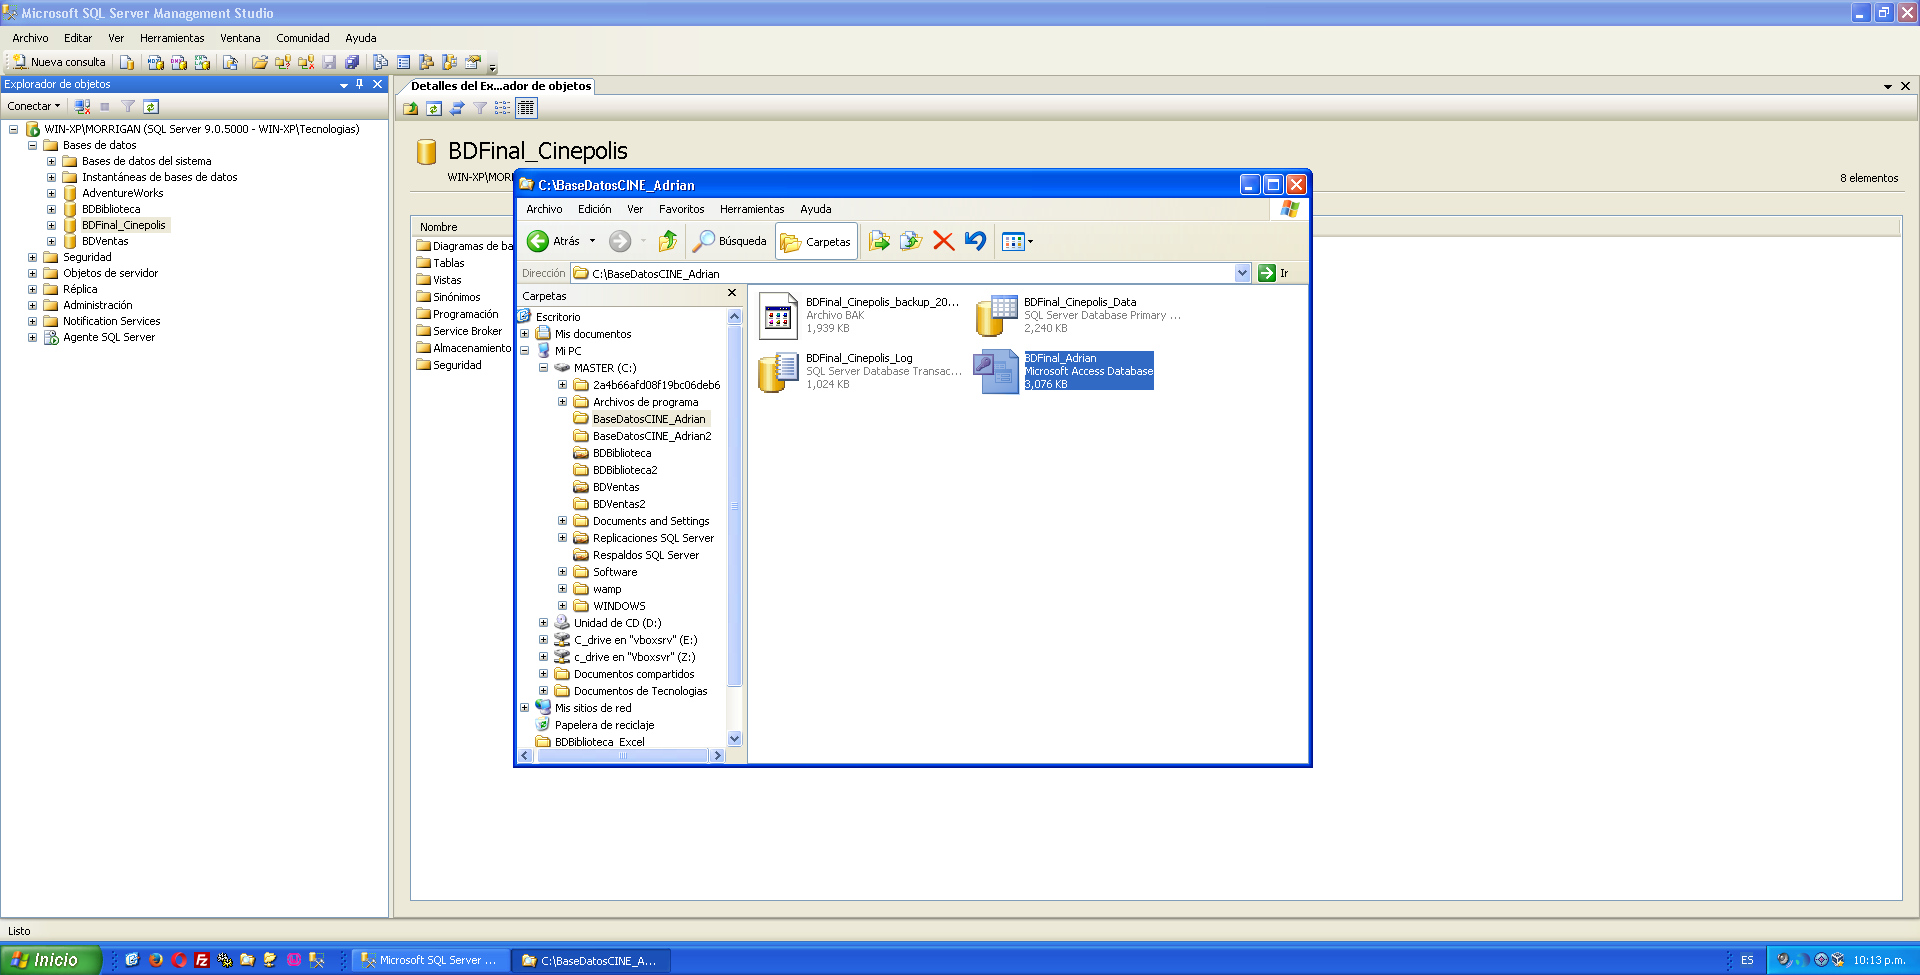 Microsoft SQL Server Management Studio
Archivo Editar Ver Herramientas Ventana Comunidad Ayuda
Nueva consulta
Explorador de objetos
Conectar
WIN-XP\MORRIGAN (SQL Server 9.0.5000 - WIN-XP\Tecnologias)
Bases de datos
Bases de datos del sistema
Instantáneas de bases de datos
AdventureWorks
BDBiblioteca
BDFinal_Cinepolis
BDVentas
Seguridad
Objetos de servidor
Réplica
Administración
Notification Services
Agente SQL Server
Detalles del Ex...ador de objetos
BDFinal_Cinepolis
WIN-XP\MOR
8 elementos
Nombre
Diagramas de ba
Tablas
Vistas
Sinónimos
Programación
Service Broker
Almacenamiento
Seguridad
C:\BaseDatosCINE_Adrian
Archivo Edición Ver Favoritos Herramientas Ayuda
Atrás Búsqueda Carpetas
Dirección C:\BaseDatosCINE_Adrian Ir
Carpetas
Escritorio
Mis documentos
Mi PC
MASTER (C:)
2a4b66afd08f19bc06deb6
Archivos de programa
BaseDatosCINE_Adrian
BaseDatosCINE_Adrian2
BDBiblioteca
BDBiblioteca2
BDVentas
BDVentas2
Documents and Settings
Replicaciones SQL Server
Respaldos SQL Server
Software
wamp
WINDOWS
Unidad de CD (D:)
C_drive en "vboxsrv" (E:)
c_drive en "Vboxsvr" (Z:)
Documentos compartidos
Documentos de Tecnologias
Mis sitios de red
Papelera de reciclaje
BDBiblioteca Excel
BDFinal_Cinepolis_backup_20...
Archivo BAK
1,939 KB
BDFinal_Cinepolis_Data
SQL Server Database Primary ...
2,240 KB
BDFinal_Cinepolis_Log
SQL Server Database Transac...
1,024 KB
BDFinal_Adrian
Microsoft Access Database
3,076 KB
Listo
Inicio
Microsoft SQL Server ...
C:\BaseDatosCINE_A...
ES
10:13 p.m.